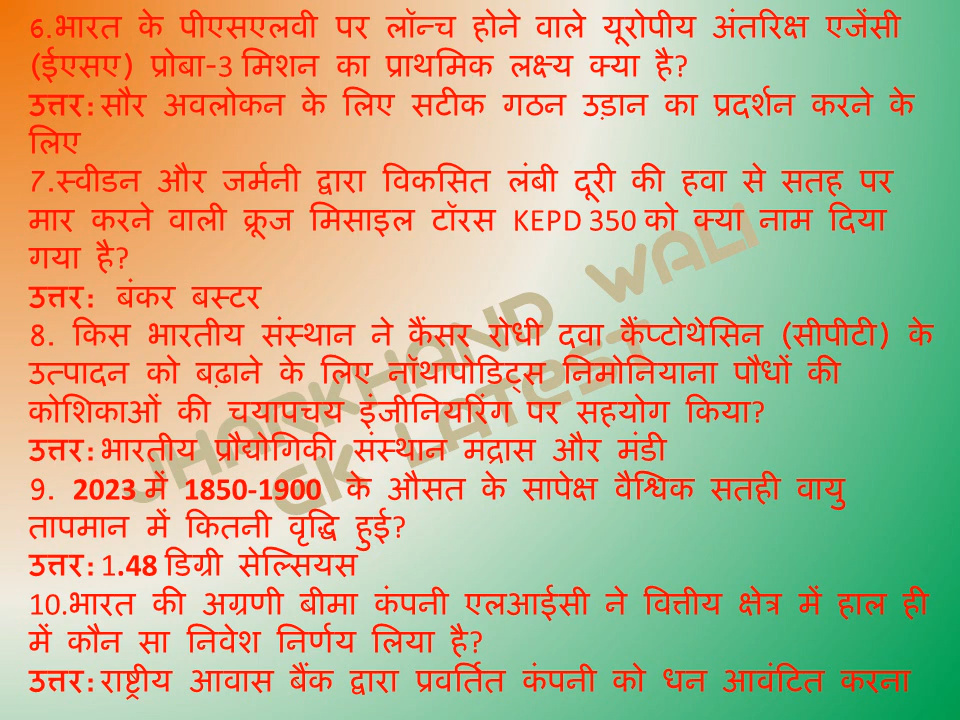 6.भारत के पीएसएलवी पर लॉन्च होने वाले यूरोपीय अंतरिक्ष एजेंसी
(ईएसए) प्रोबा-3 मिशन का प्राथमिक लक्ष्य क्या है?
उत्तर: सौर अवलोकन के लिए सटीक गठन उड़ान का प्रदर्शन करने के
लिए
7.स्वीडन और जर्मनी द्वारा विकसित लंबी दूरी की हवा से सतह पर
मार करने वाली क्रूज मिसाइल टॉरस KEPD 350 को क्या नाम दिया
गया है?
उत्तर: बंकर बस्टर
8. किस भारतीय संस्थान ने कैंसर रोधी दवा कैंप्टोथेसिन (सीपीटी) के
उत्पादन को बढ़ाने के लिए नॉथापोडिट्स निमोनियाना पौधों की
कोशिकाओं की चयापचय इंजीनियरिंग पर सहयोग किया?
उत्तर: भारतीय प्रौद्योगिकी संस्थान मद्रास और मंडी
9. 2023 में 1850-1900 के औसत के सापेक्ष वैश्विक सतही वायु
तापमान में कितनी वृद्धि हुई?
उत्तर: 1.48 डिग्री सेल्सियस
10.भारत की अग्रणी बीमा कंपनी एलआईसी ने वित्तीय क्षेत्र में हाल ही
में कौन सा निवेश निर्णय लिया है?
उत्तर: राष्ट्रीय आवास बैंक द्वारा प्रवर्तित कंपनी को धन आवंटित करना
JHARKHAND WALI
GK LATEST